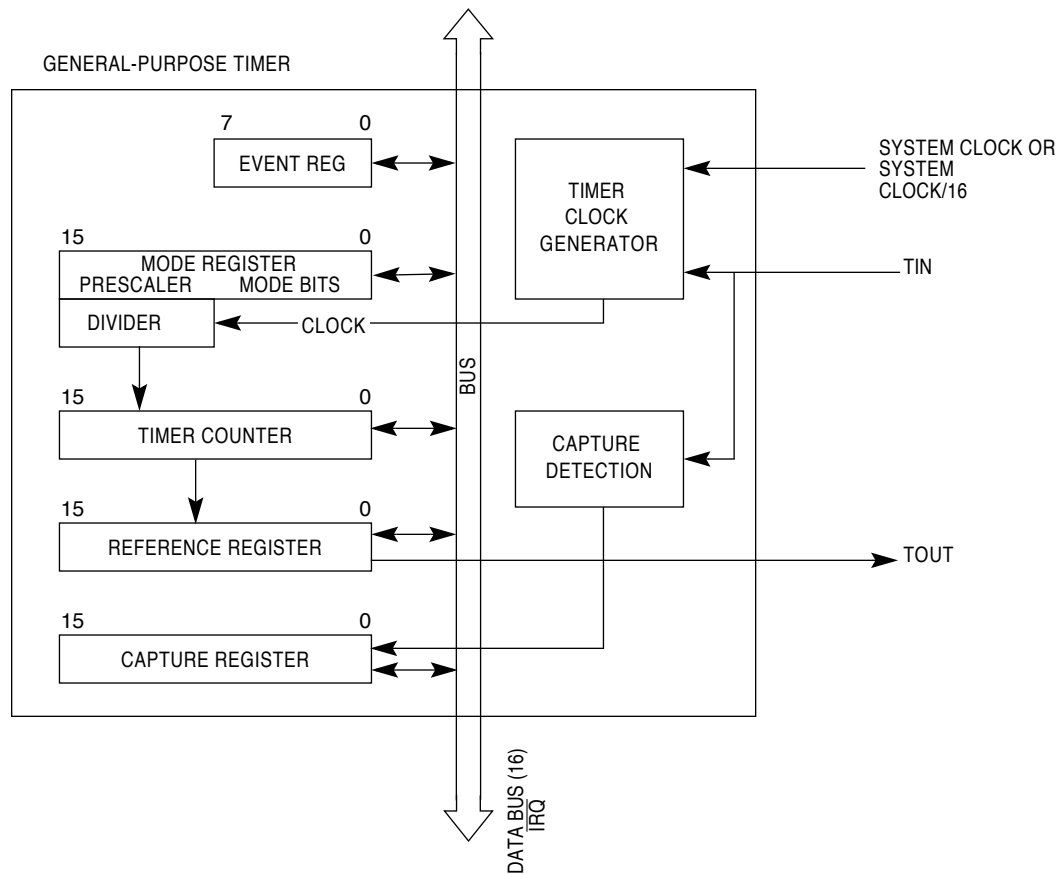 GENERAL-PURPOSE TIMER
7 0
EVENT REG
SYSTEM CLOCK OR
SYSTEM
CLOCK/16
TIMER
CLOCK
GENERATOR
15 0
MODE REGISTER
PRESCALER MODE BITS
TIN
DIVIDER
CLOCK
BUS
15 0
TIMER COUNTER
CAPTURE
DETECTION
15 0
REFERENCE REGISTER
TOUT
15 0
CAPTURE REGISTER
DATA BUS (16)
IRQ